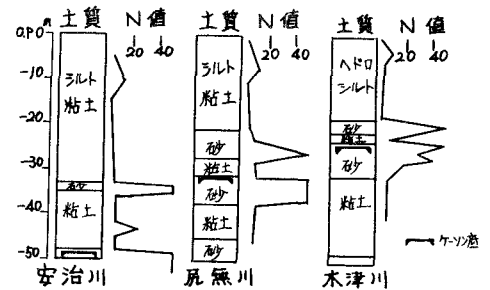 土質 N値
20 40
O.P.0 m
-10
-20
-30
-40
-50
シルト
粘土
砂
粘土
安治川
土質 N値
20 40
シルト
粘土
砂
粘土
砂
粘土
砂
尻無川
土質 N値
20 40
ヘドロ
シルト
砂
粘土
砂
粘土
木津川
ケーソン底